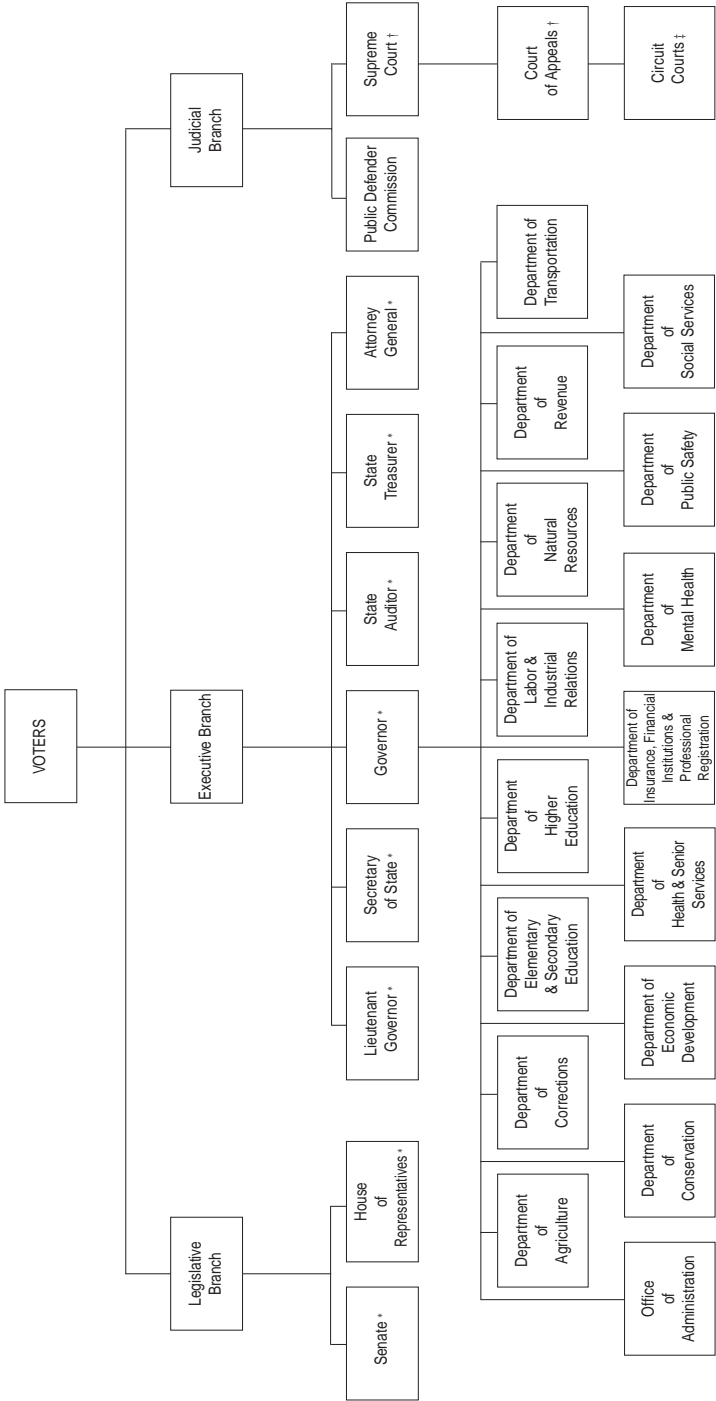 VOTERS
Legislative
Branch
Executive Branch
Judicial
Branch
Senate *
House
of
Representatives *
Lieutenant
Governor *
Secretary
of State *
Governor *
State
Auditor *
State
Treasurer *
Attorney
General *
Public Defender
Commission
Supreme
Court †
Department
of
Agriculture
Department
of
Corrections
Department of
Elementary
& Secondary
Education
Department
of
Higher
Education
Department of
Labor &
Industrial
Relations
Department
of
Natural
Resources
Department
of
Revenue
Department of
Transportation
Court
of Appeals †
Office
of
Administration
Department
of
Conservation
Department of
Economic
Development
Department
of
Health & Senior
Services
Department of
Insurance, Financial
Institutions &
Professional
Registration
Department
of
Mental Health
Department
of
Public Safety
Department
of
Social Services
Circuit
Courts ‡